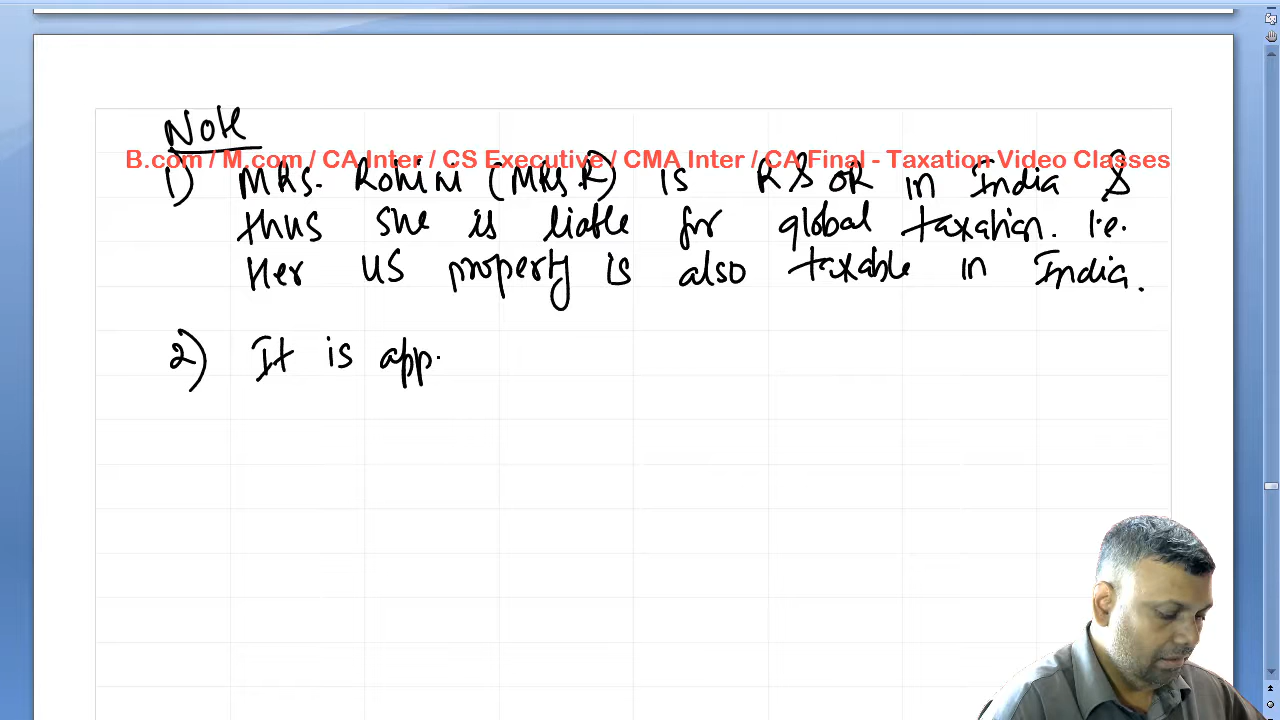 Note
B.com / M.com / CA Inter / CS Executive / CMA Inter / CA Final - Taxation Video Classes
1) MRS. Rohini (MRS.R) is R & OR in India &
thus she is liable for global taxation. i.e.
Her US property is also taxable in India.
2) It is app.